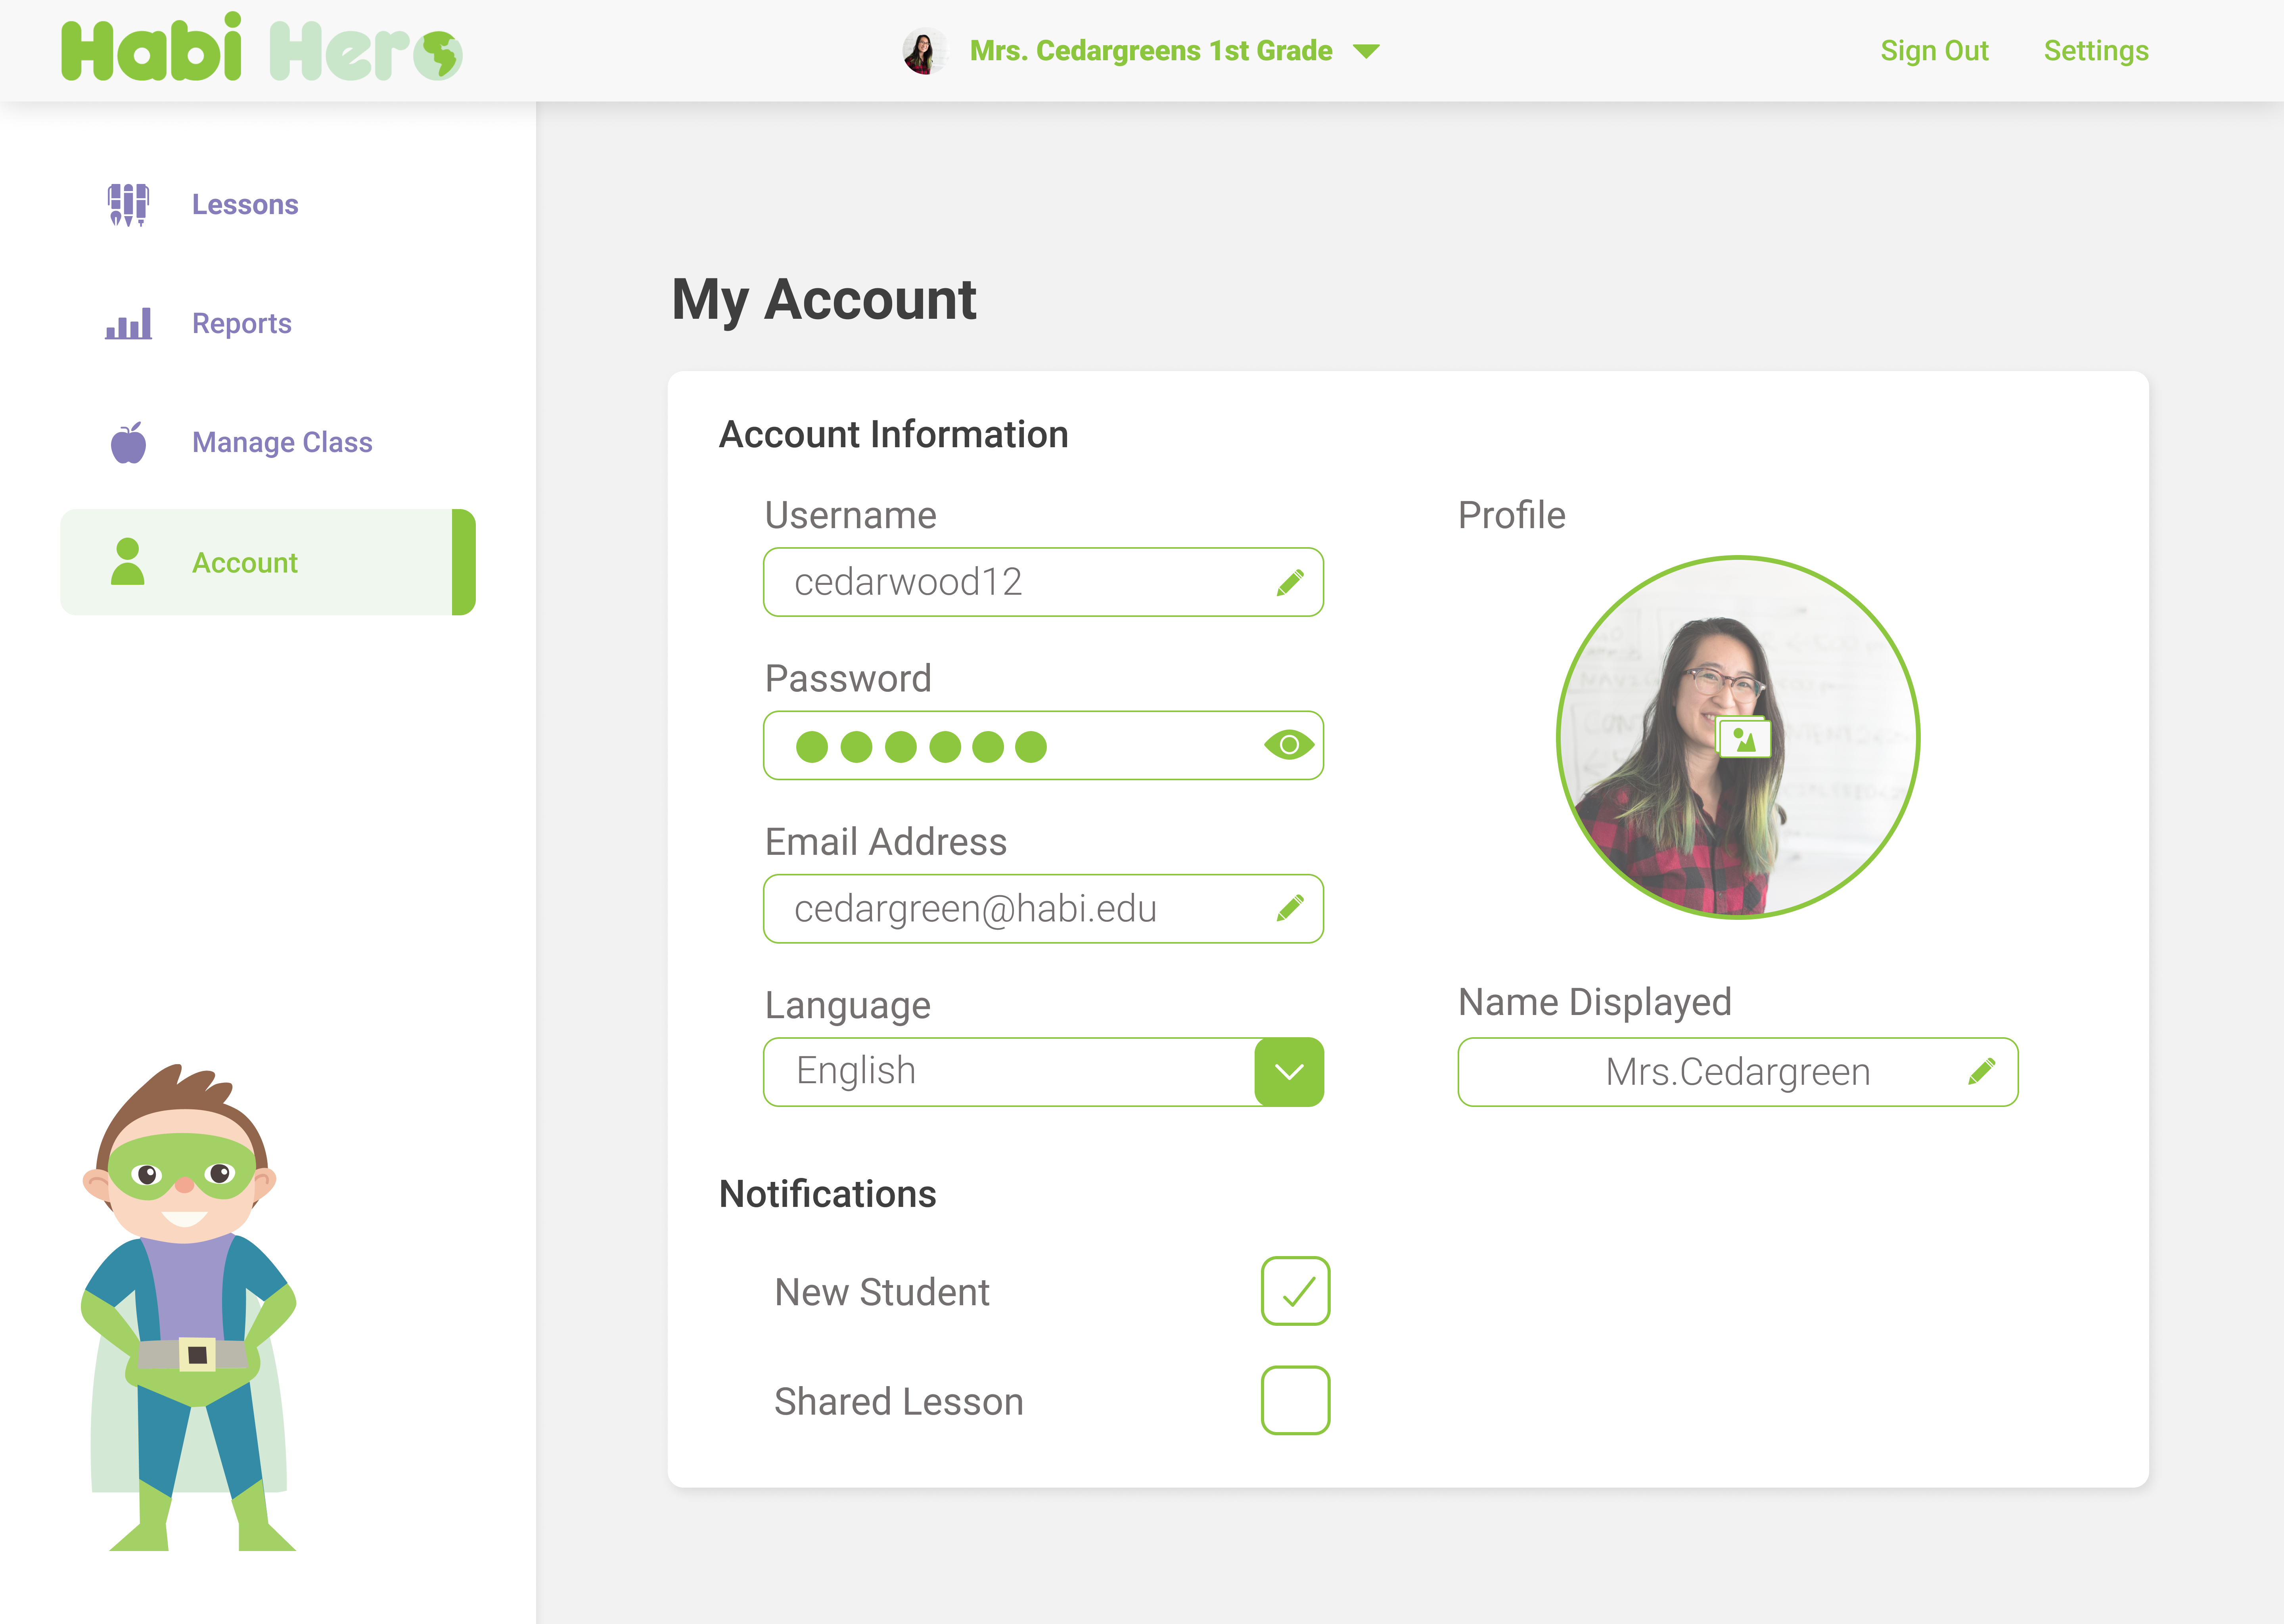 Habi Hero
Mrs. Cedargreens 1st Grade
Sign Out
Settings
Lessons
Reports
Manage Class
Account
My Account
Account Information
Username
cedarwood12
Password
Email Address
cedargreen@habi.edu
Language
English
Profile
Name Displayed
Mrs.Cedargreen
Notifications
New Student
Shared Lesson